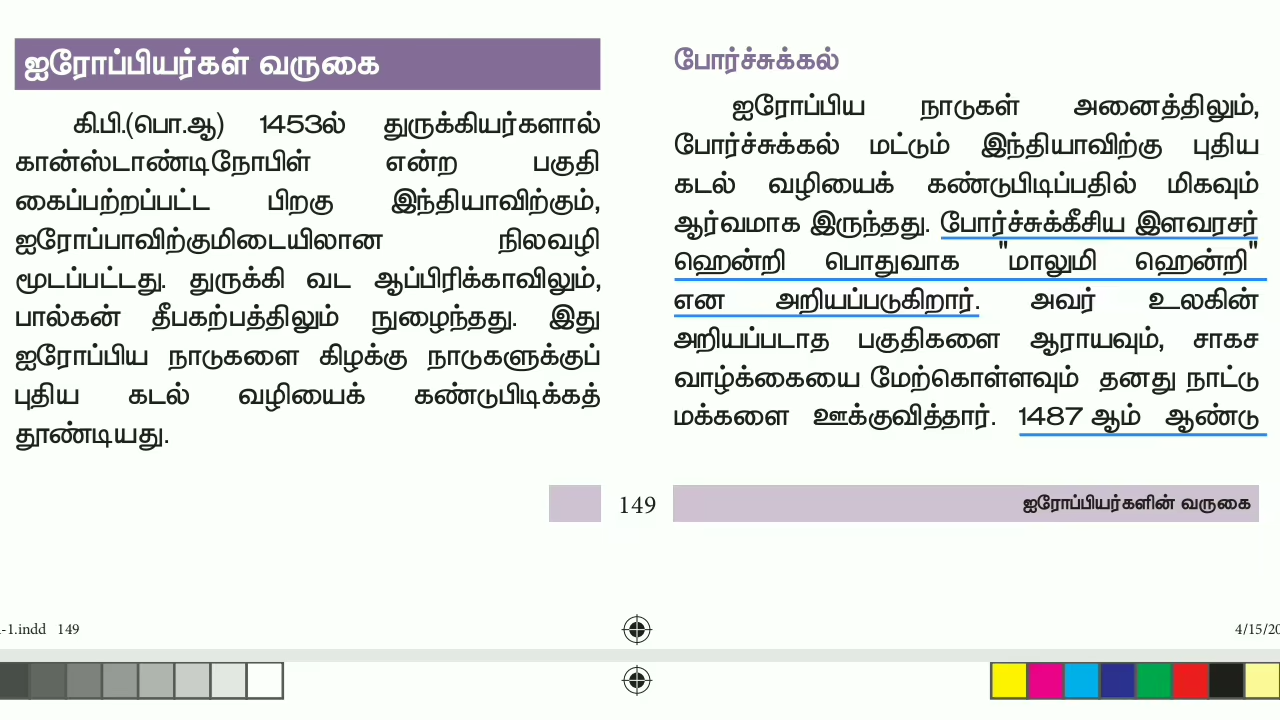 ஐரோப்பியர்கள் வருகை
கி.பி.(பொ.ஆ) 1453ல் துருக்கியர்களால்
கான்ஸ்டாண்டிநோபிள் என்ற பகுதி
கைப்பற்றப்பட்ட பிறகு இந்தியாவிற்கும்,
ஐரோப்பாவிற்குமிடையிலான நிலவழி
மூடப்பட்டது. துருக்கி வட ஆப்பிரிக்காவிலும்,
பால்கன் தீபகற்பத்திலும் நுழைந்தது. இது
ஐரோப்பிய நாடுகளை கிழக்கு நாடுகளுக்குப்
புதிய கடல் வழியைக் கண்டுபிடிக்கத்
தூண்டியது.
போர்ச்சுக்கல்
ஐரோப்பிய நாடுகள் அனைத்திலும்,
போர்ச்சுக்கல் மட்டும் இந்தியாவிற்கு புதிய
கடல் வழியைக் கண்டுபிடிப்பதில் மிகவும்
ஆர்வமாக இருந்தது. போர்ச்சுக்கீசிய இளவரசர்
ஹென்றி பொதுவாக "மாலுமி ஹென்றி"
என அறியப்படுகிறார். அவர் உலகின்
அறியப்படாத பகுதிகளை ஆராயவும், சாகச
வாழ்க்கையை மேற்கொள்ளவும் தனது நாட்டு
மக்களை ஊக்குவித்தார். 1487 ஆம் ஆண்டு
149
ஐரோப்பியர்களின் வருகை
-1.indd 149
4/15/20